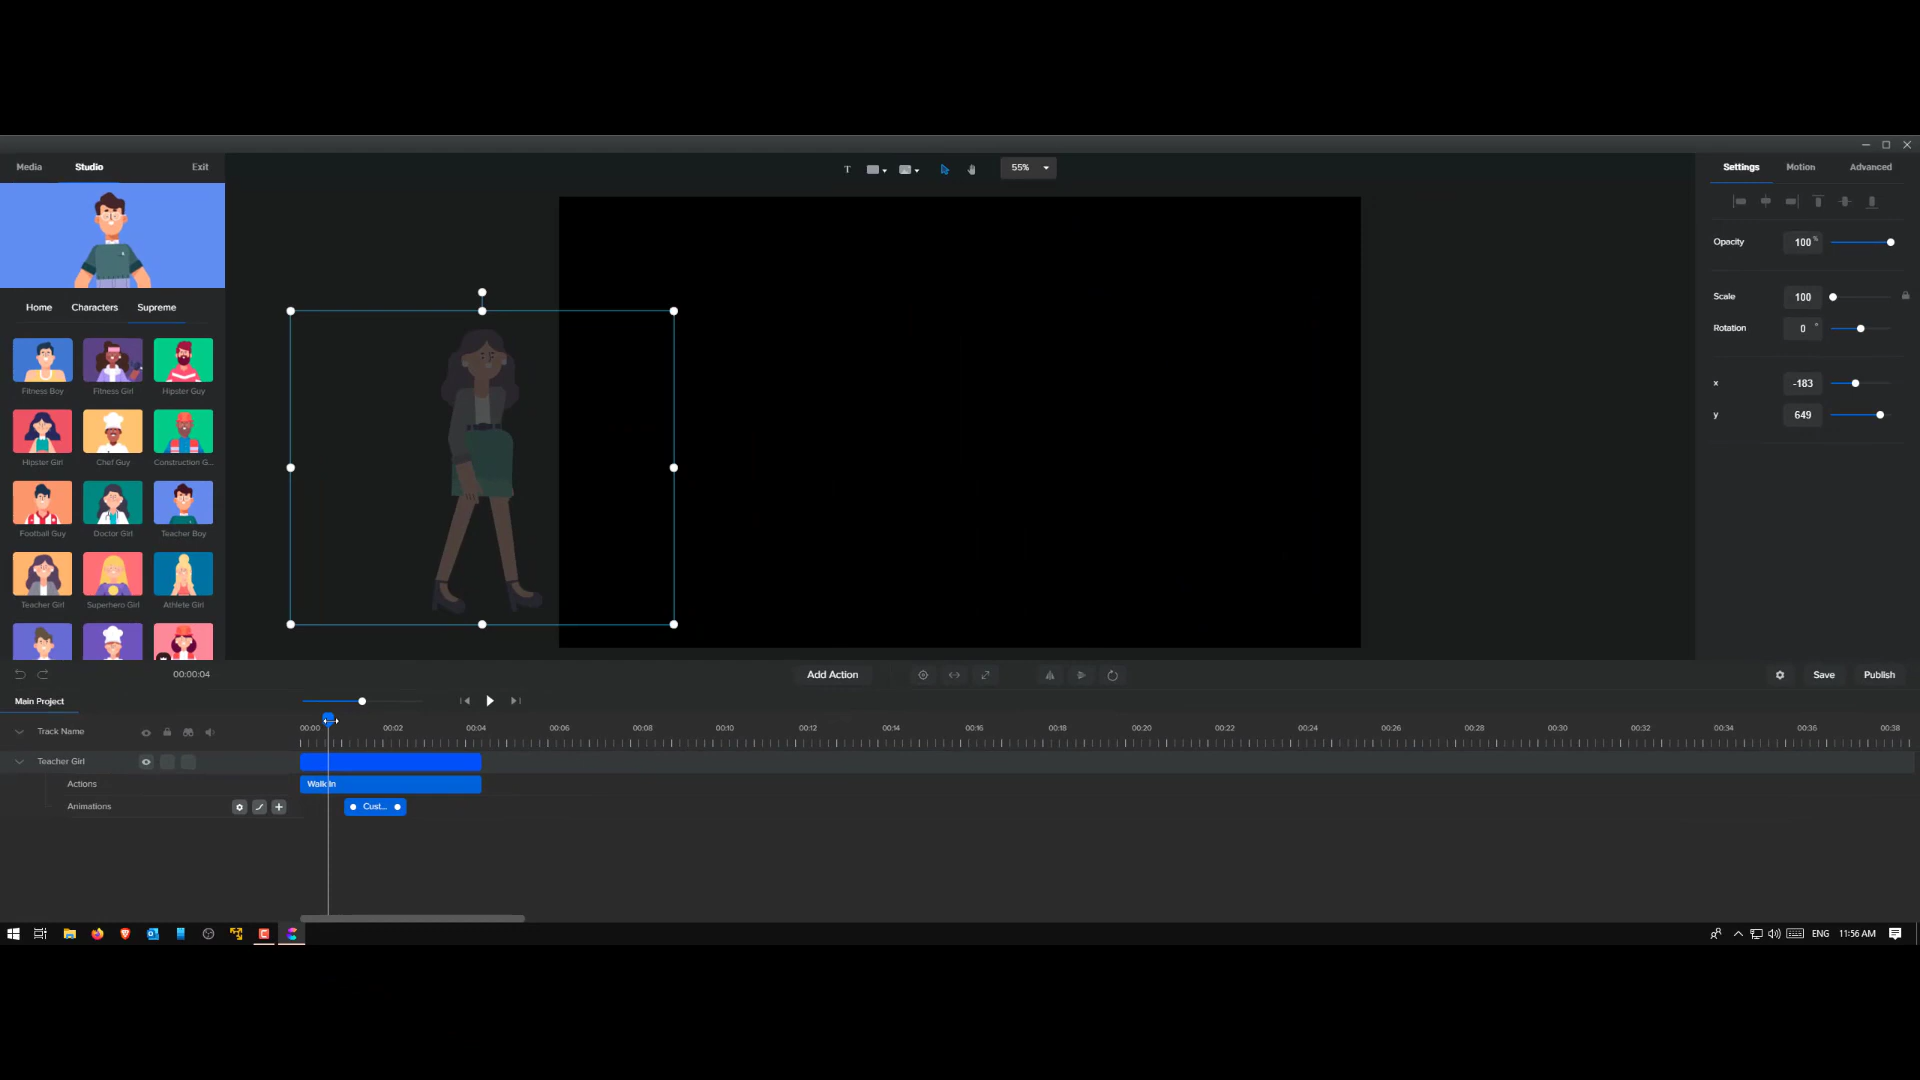 Media Studio Exit
T 55%
Settings Motion Advanced
Opacity 100 %
Scale 100
Rotation 0 °
x -183
y 649
Home Characters Supreme
Fitness Boy Fitness Girl Hipster Guy
Hipster Girl Chef Guy Construction G...
Football Guy Doctor Girl Teacher Boy
Teacher Girl Superhero Girl Athlete Girl
00:00:04 Add Action Save Publish
Main Project
Track Name 00:00 00:02 00:04 00:06 00:08 00:10 00:12 00:14 00:16 00:18 00:20 00:22 00:24 00:26 00:28 00:30 00:32 00:34 00:36 00:38
Teacher Girl
Actions Walk In
Animations Cust...
ENG 11:56 AM